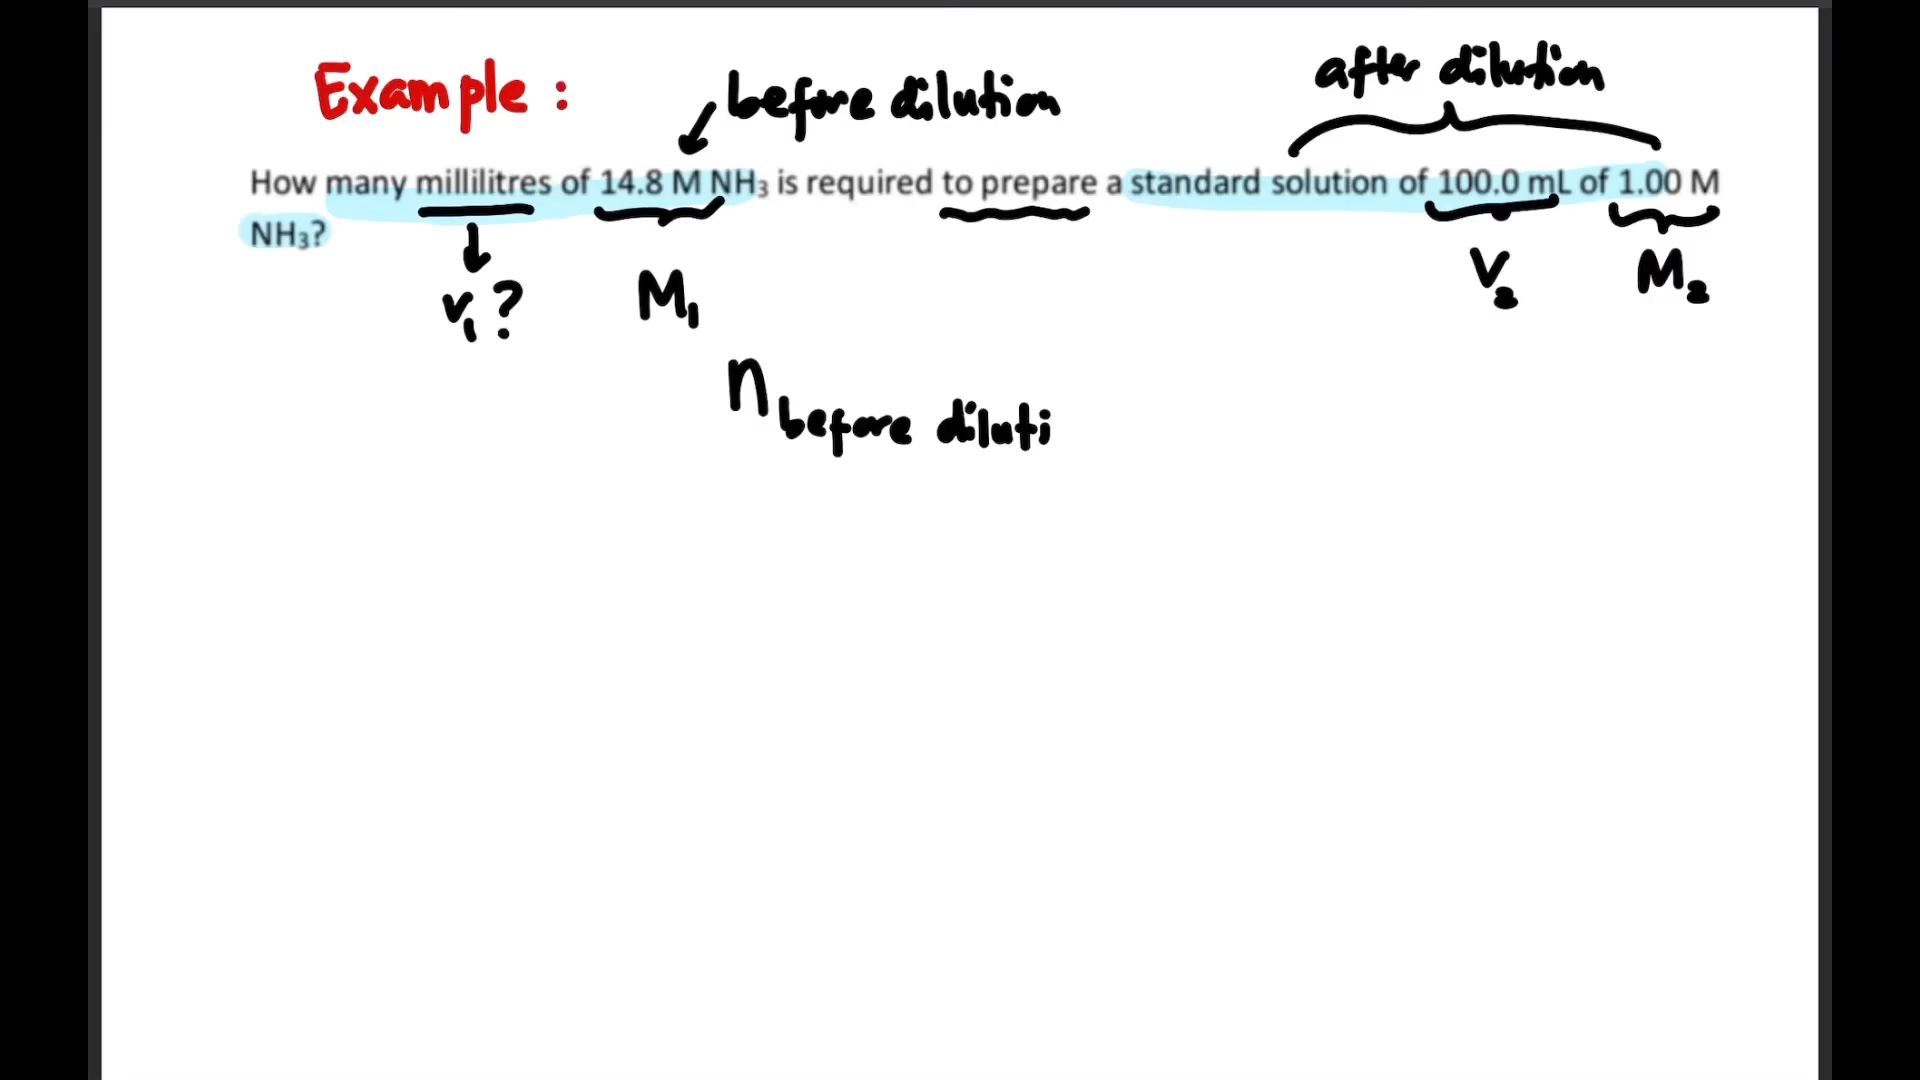 after dilution
Example : before dilution
How many millilitres of 14.8 M NH₃ is required to prepare a standard solution of 100.0 mL of 1.00 M
NH₃?
V₁? M₁ V₂ M₂
n before diluti